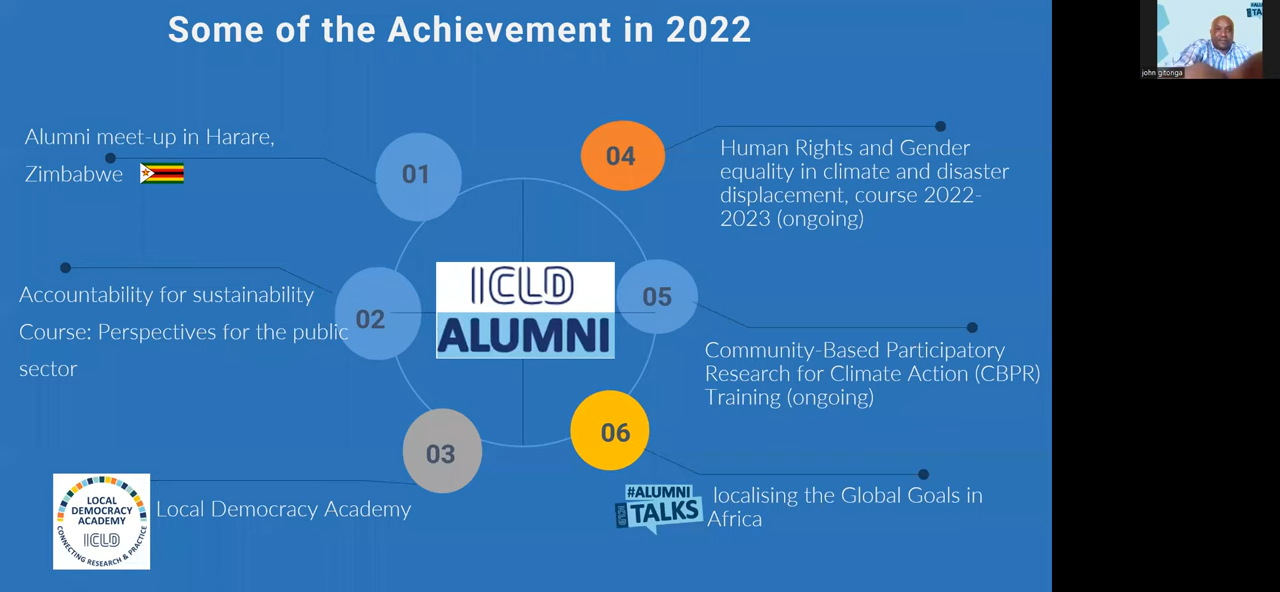 Some of the Achievement in 2022
Alumni meet-up in Harare,
Zimbabwe
01
Accountability for sustainability
Course: Perspectives for the public
sector
02
03
LOCAL
DEMOCRACY
ACADEMY
ICLD
CONNECTING RESEARCH & PRACTICE
Local Democracy Academy
ICLD
ALUMNI
04
Human Rights and Gender
equality in climate and disaster
displacement, course 2022-
2023 (ongoing)
05
Community-Based Participatory
Research for Climate Action (CBPR)
Training (ongoing)
06
#ALUMNI
ICLD TALKS
localising the Global Goals in
Africa
john gitonga